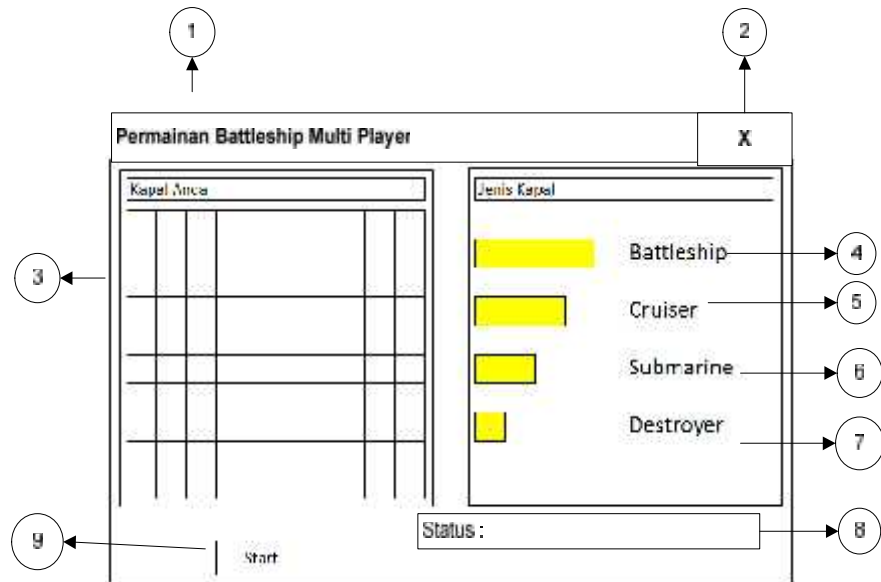 1
2
Permainan Battleship Multi Player
X
Kapal Anda
Jenis Kapal
3
Battleship
4
Cruiser
5
Submarine
6
Destroyer
7
Status :
8
9
Start